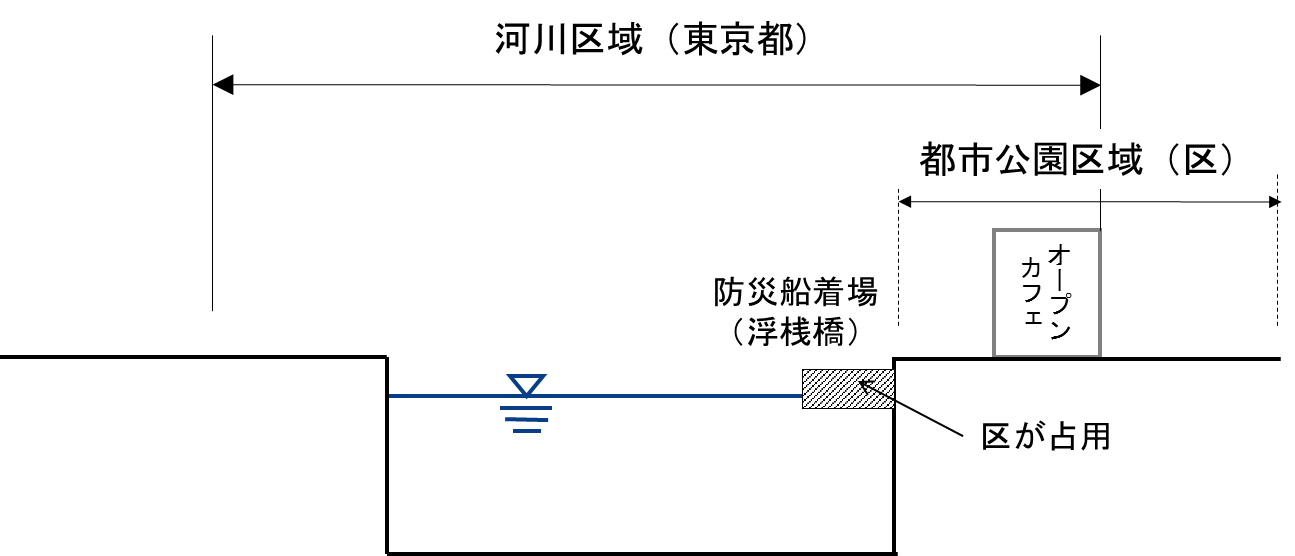 河川区域（東京都）
都市公園区域（区）
オープン
カフェ
防災船着場
（浮桟橋）
区が占用